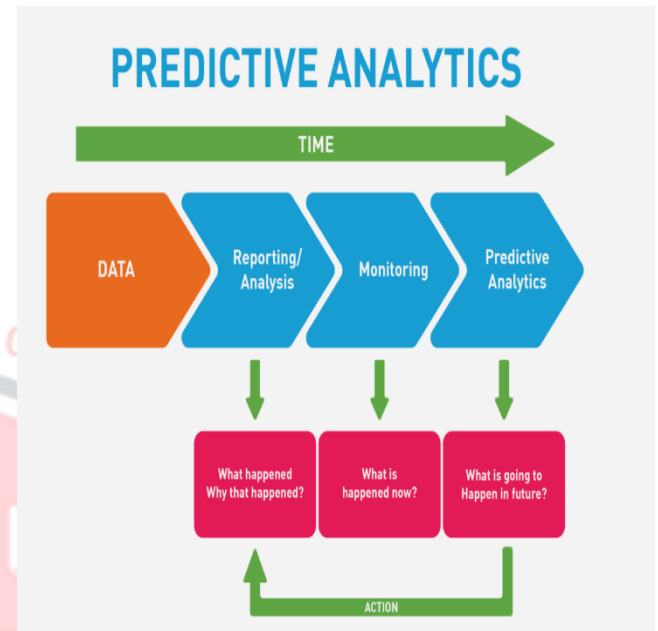 PREDICTIVE ANALYTICS
TIME
DATA
Reporting/
Analysis
Monitoring
Predictive
Analytics
What happened
Why that happened?
What is
happened now?
What is going to
Happen in future?
ACTION